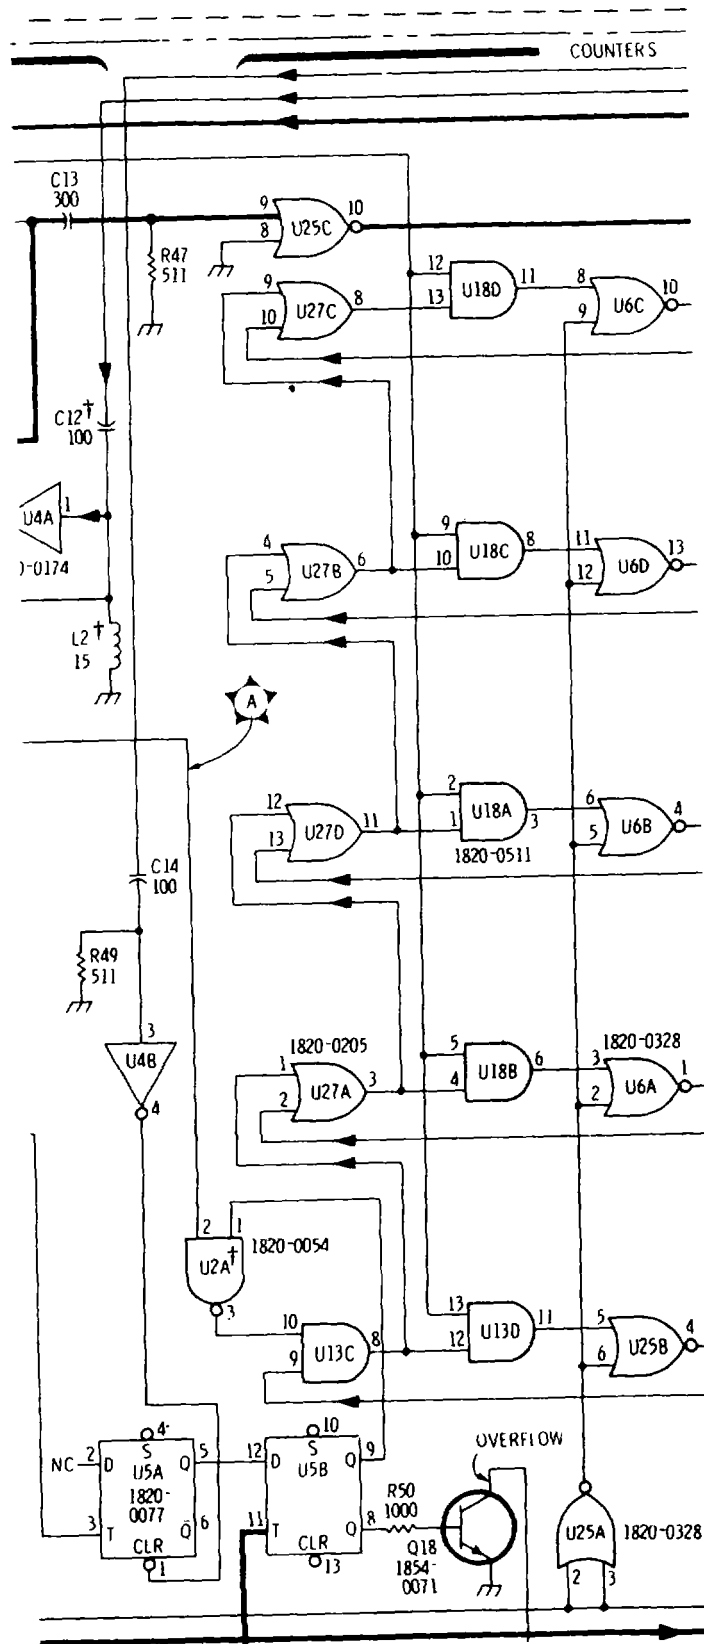 COUNTERS
C13
300
9
8
U25C
10
R47
511
9
10
U27C
8
12
13
U18D
11
8
9
U6C
10
C12†
100
U4A
1
)-0174
4
5
U27B
6
9
10
U18C
8
11
12
U6D
13
L2†
15
A
12
13
U27D
11
2
1
U18A
3
1820-0511
6
5
U6B
4
C14
100
R49
511
3
U4B
4
1820-0205
1
2
U27A
3
5
4
U18B
6
1820-0328
3
2
U6A
1
2
1
U2A†
1820-0054
3
10
9
U13C
8
13
12
U13D
11
5
6
U25B
4
4
S
NC
2
D
U5A
Q
5
1820-
0077
3
T
Q
6
CLR
1
10
S
12
D
U5B
Q
9
11
T
Q
8
CLR
13
R50
1000
OVERFLOW
Q18
1854-
0071
U25A
1820-0328
2
3